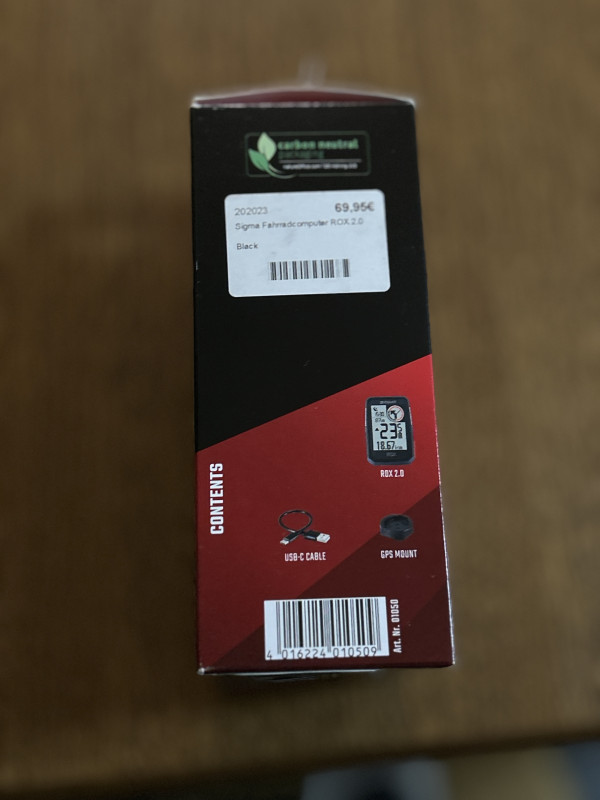 carbon neutral
202023 69,95€
Sigma Fahrradcomputer ROX 2.0
Black
CONTENTS
ROX 2.0
USB-C CABLE
GPS MOUNT
4 016224 010509
Art. Nr. 01050